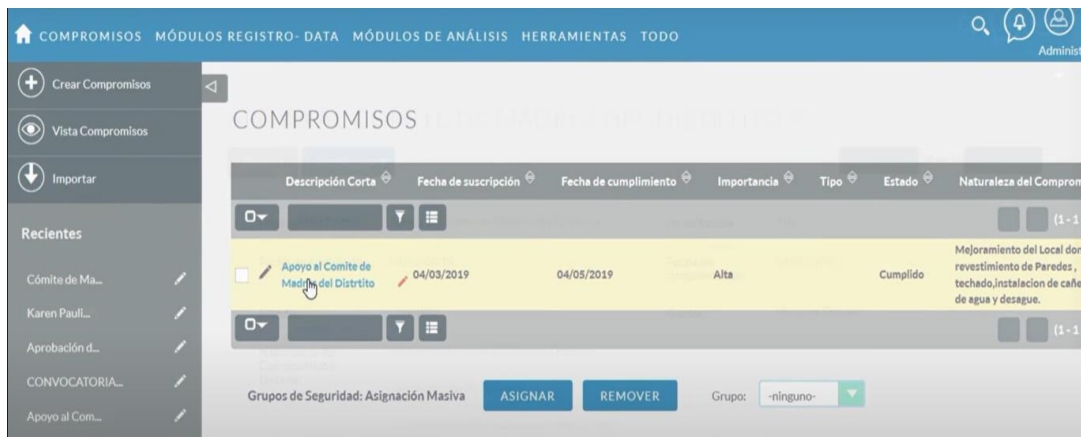 COMPROMISOS MÓDULOS REGISTRO- DATA MÓDULOS DE ANÁLISIS HERRAMIENTAS TODO
Administ
Crear Compromisos
Vista Compromisos
Importar
Recientes
Cómite de Ma...
Karen Pauli...
Aprobación d...
CONVOCATORIA...
Apoyo al Com...
COMPROMISOS
Descripción Corta Fecha de suscripción Fecha de cumplimiento Importancia Tipo Estado Naturaleza del Comprom
(1-1
Apoyo al Comite de
Madres del Distrtito
04/03/2019 04/05/2019 Alta Cumplido
Mejoramiento del Local don
revestimiento de Paredes ,
techado,instalacion de cañe
de agua y desague.
(1-1
Grupos de Seguridad: Asignación Masiva ASIGNAR REMOVER Grupo: -ninguno-